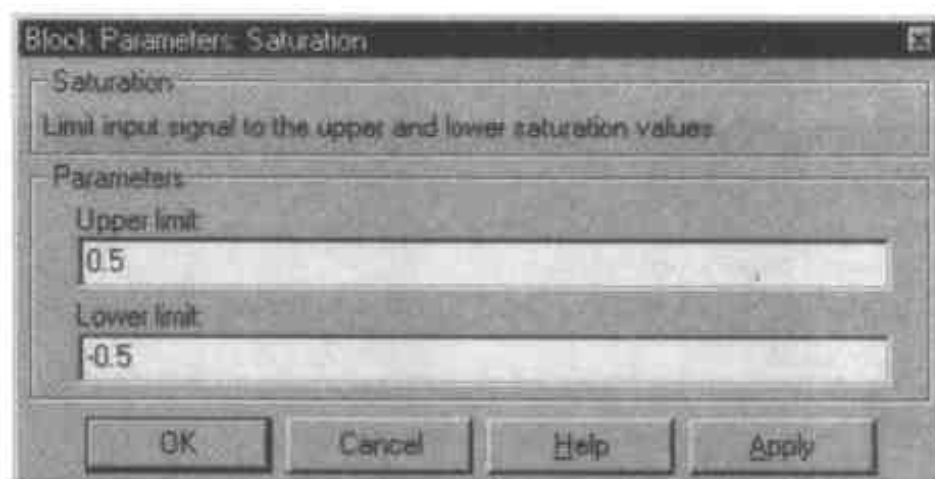 Block Parameters: Saturation
Saturation
Limit input signal to the upper and lower saturation values.
Parameters
Upper limit:
0.5
Lower limit:
-0.5
OK
Cancel
Help
Apply